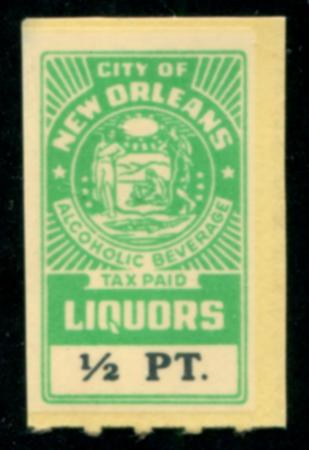 CITY OF
NEW ORLEANS
ALCOHOLIC BEVERAGE
TAX PAID
LIQUORS
½ PT.